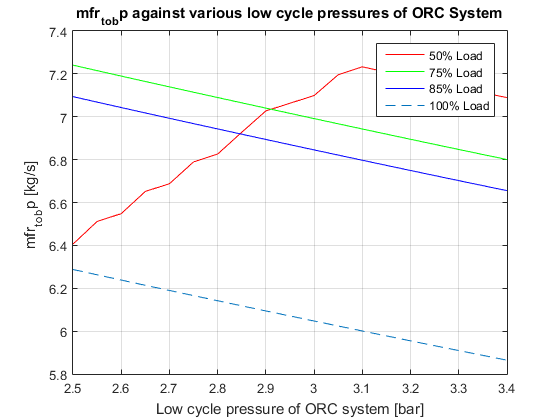 mfr_tob p against various low cycle pressures of ORC System
mfr_tob p [kg/s]
7.4
7.2
7
6.8
6.6
6.4
6.2
6
5.8
50% Load
75% Load
85% Load
100% Load
2.5 2.6 2.7 2.8 2.9 3 3.1 3.2 3.3 3.4
Low cycle pressure of ORC system [bar]